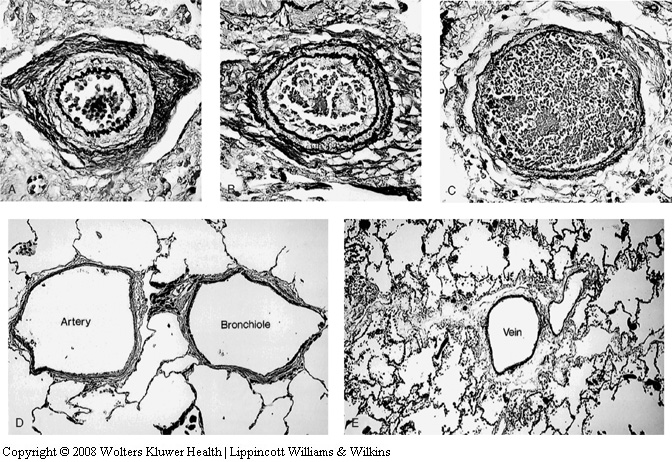 A
B
C
Artery
Bronchiole
D
Vein
E
Copyright © 2008 Wolters Kluwer Health | Lippincott Williams & Wilkins